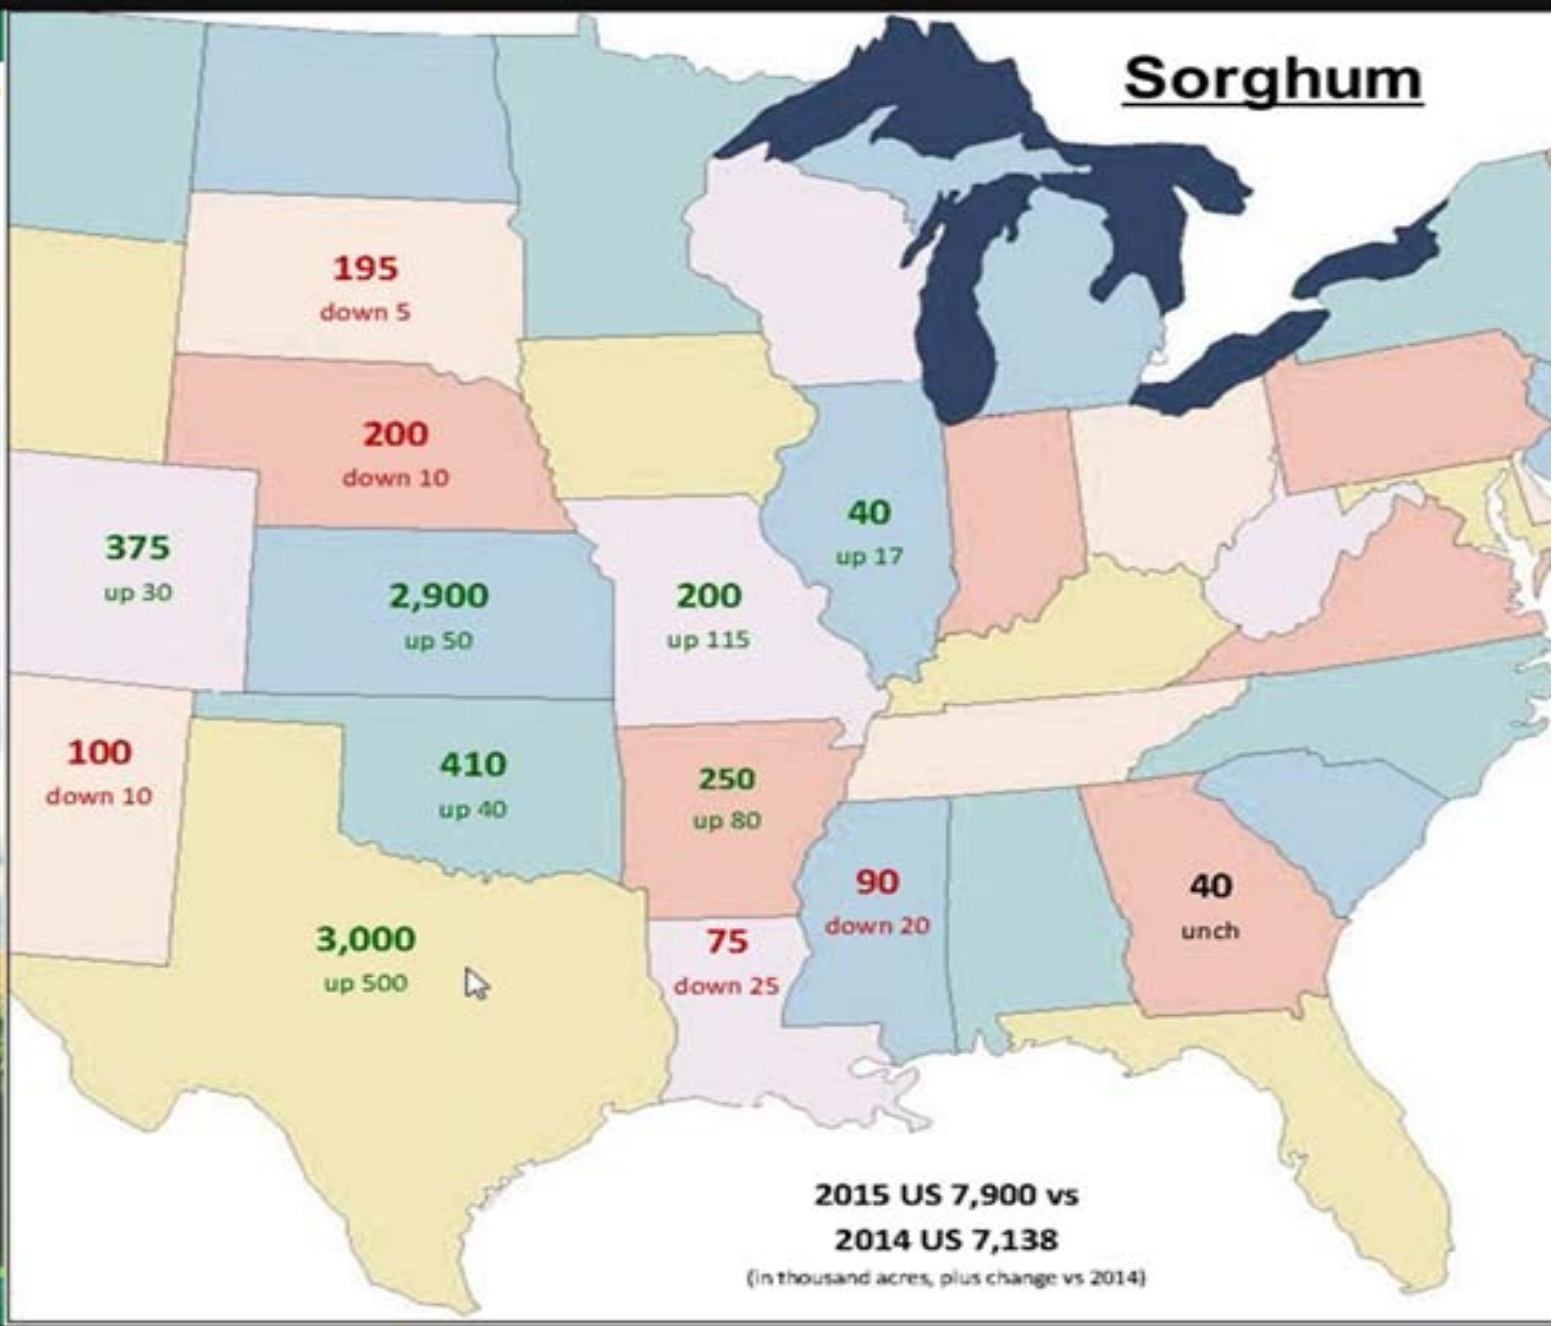 Sorghum
195
down 5
200
down 10
375
up 30
2,900
up 50
200
up 115
40
up 17
100
down 10
410
up 40
250
up 80
90
down 20
40
unch
3,000
up 500
75
down 25
2015 US 7,900 vs
2014 US 7,138
(in thousand acres, plus change vs 2014)